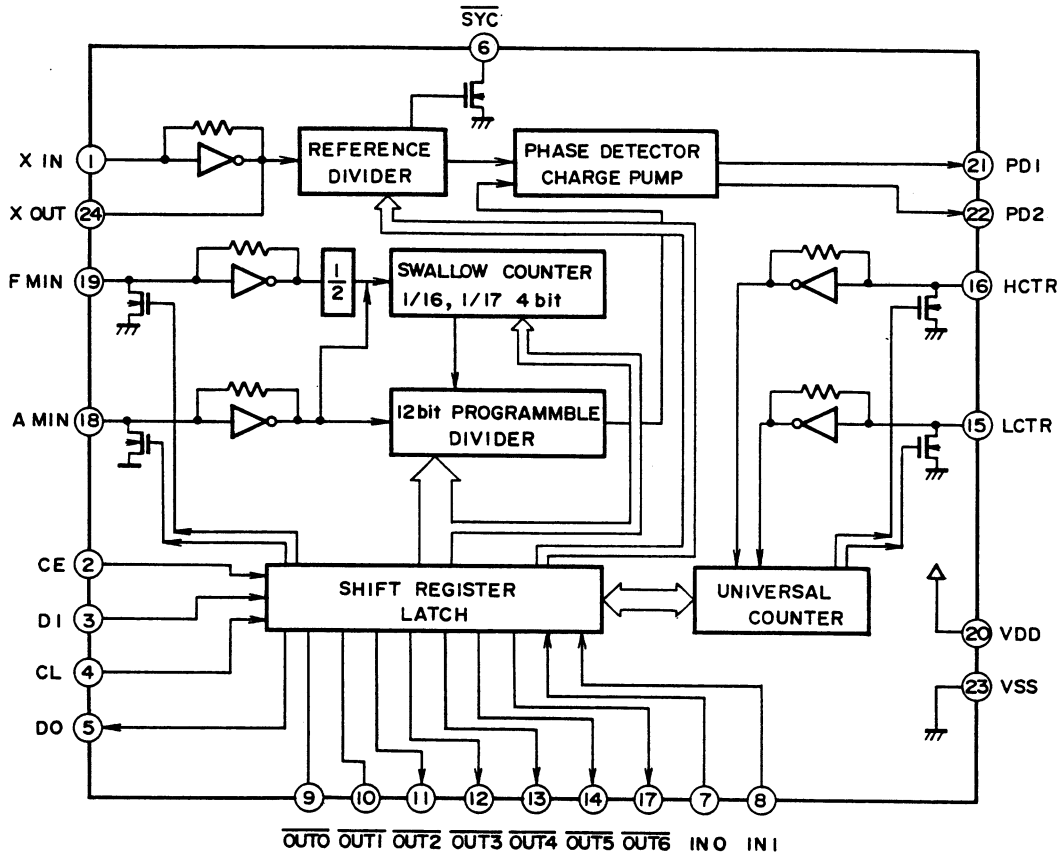 SYC
6
X IN 1
REFERENCE
DIVIDER
PHASE DETECTOR
CHARGE PUMP
21 PD1
X OUT 24
22 PD2
F MIN 19
1/2
SWALLOW COUNTER
1/16, 1/17 4 bit
16 HCTR
A MIN 18
12bit PROGRAMMBLE
DIVIDER
15 LCTR
CE 2
SHIFT REGISTER
LATCH
UNIVERSAL
COUNTER
DI 3
20 VDD
CL 4
23 VSS
DO 5
9 10 11 12 13 14 17 7 8
OUT0 OUT1 OUT2 OUT3 OUT4 OUT5 OUT6 IN0 IN1